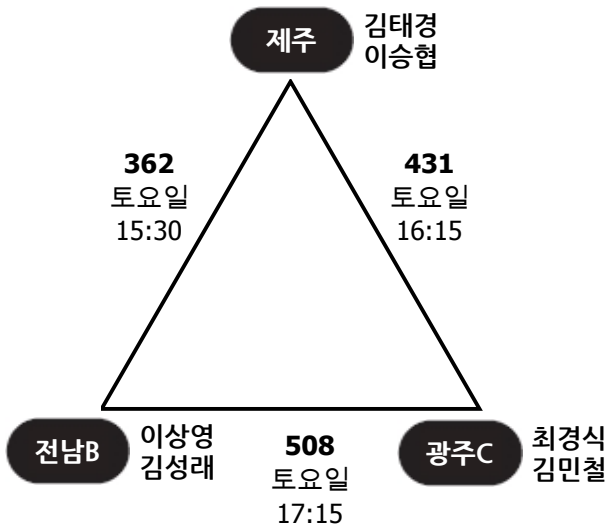 제주
김태경
이승협
362
토요일
15:30
431
토요일
16:15
전남B
이상영
김성래
508
토요일
17:15
광주C
최경식
김민철